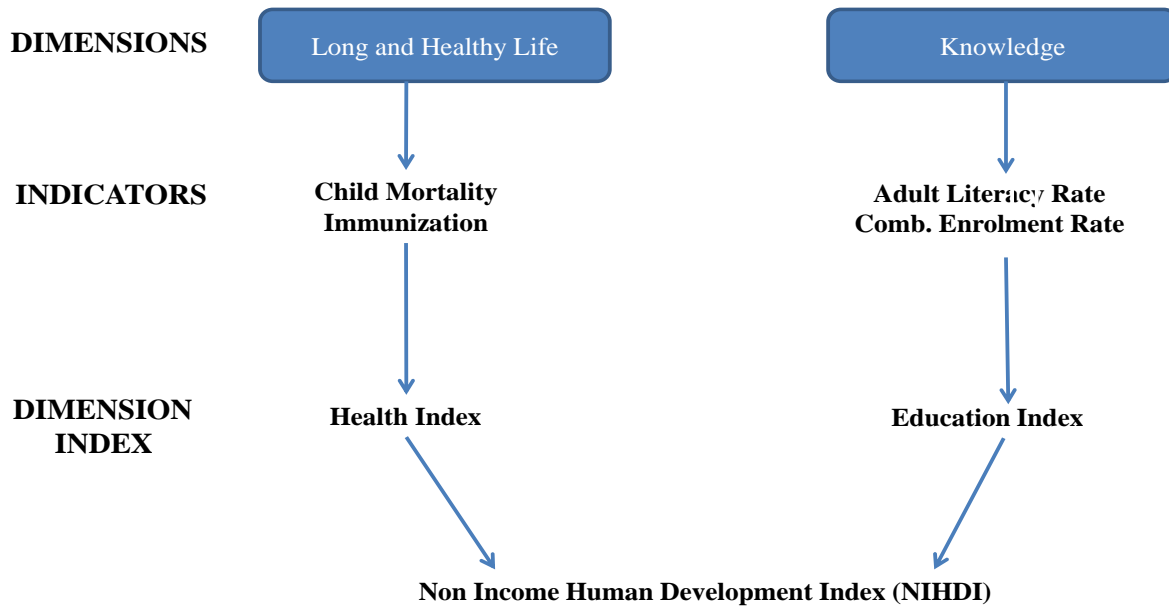 DIMENSIONS
Long and Healthy Life
Knowledge
INDICATORS
Child Mortality
Immunization
Adult Literacy Rate
Comb. Enrolment Rate
DIMENSION
INDEX
Health Index
Education Index
Non Income Human Development Index (NIHDI)